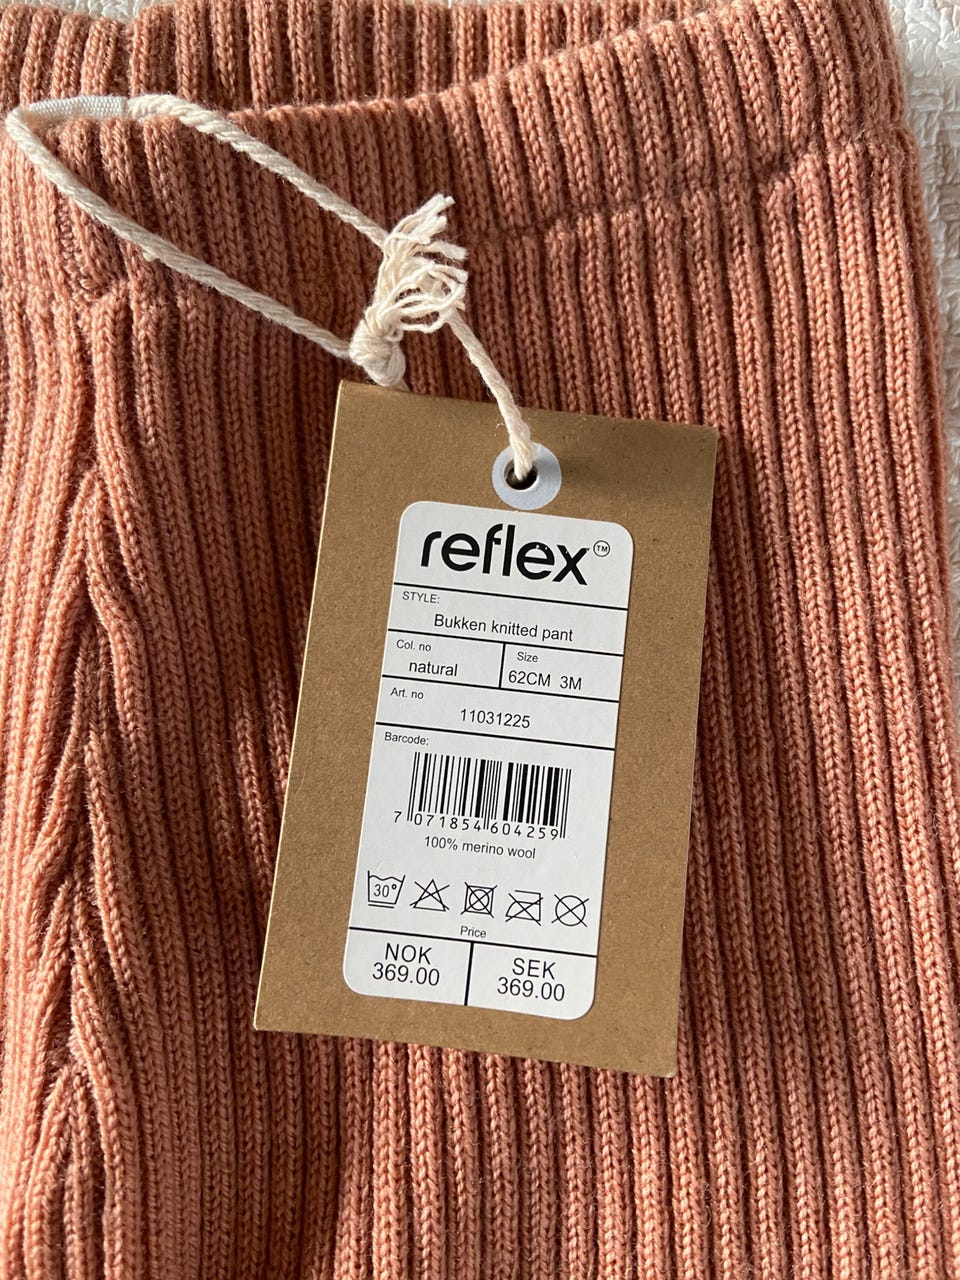 reflex™
STYLE:
Bukken knitted pant
Col. no
natural
Size
62CM 3M
Art. no
11031225
Barcode:
7 071854 604259
100% merino wool
30°
Price
NOK
369.00
SEK
369.00